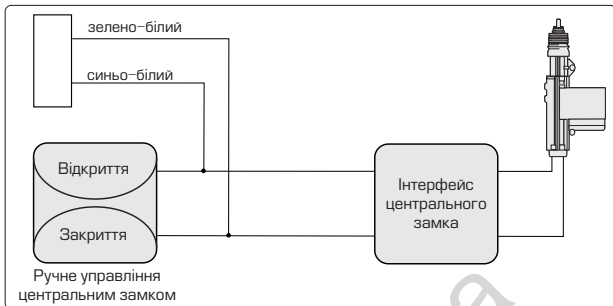 зелено-білий
синьо-білий
Відкриття
Закриття
Ручне управління
центральним замком
Інтерфейс
центрального
замка
а